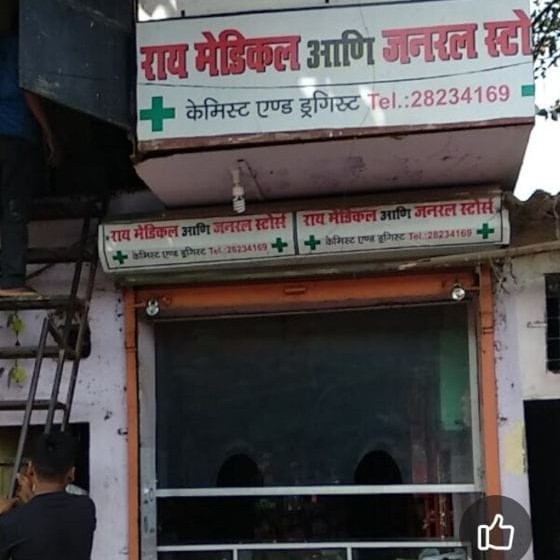 राय मेडिकल आणि जनरल स्टो
केमिस्ट एण्ड ड्रगिस्ट Tel.:28234169
राय मेडिकल आणि जनरल स्टोर्स
केमिस्ट एण्ड ड्रगिस्ट Tel.:28234169
राय मेडिकल आणि जनरल स्टोर्स
केमिस्ट एण्ड ड्रगिस्ट Tel.:28234169